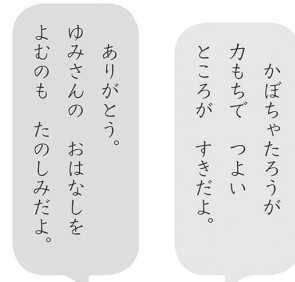 かぼちゃたろうが
力もちで つよい
ところが すきだよ。
ありがとう。
ゆみさんの おはなしを
よむのも たのしみだよ。